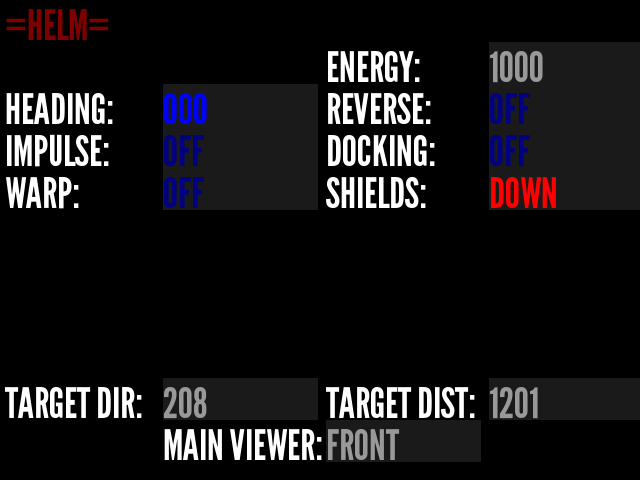 =HELM=
ENERGY: 1000
HEADING: 000 REVERSE: OFF
IMPULSE: OFF DOCKING: OFF
WARP: OFF SHIELDS: DOWN
TARGET DIR: 208 TARGET DIST: 1201
MAIN VIEWER: FRONT